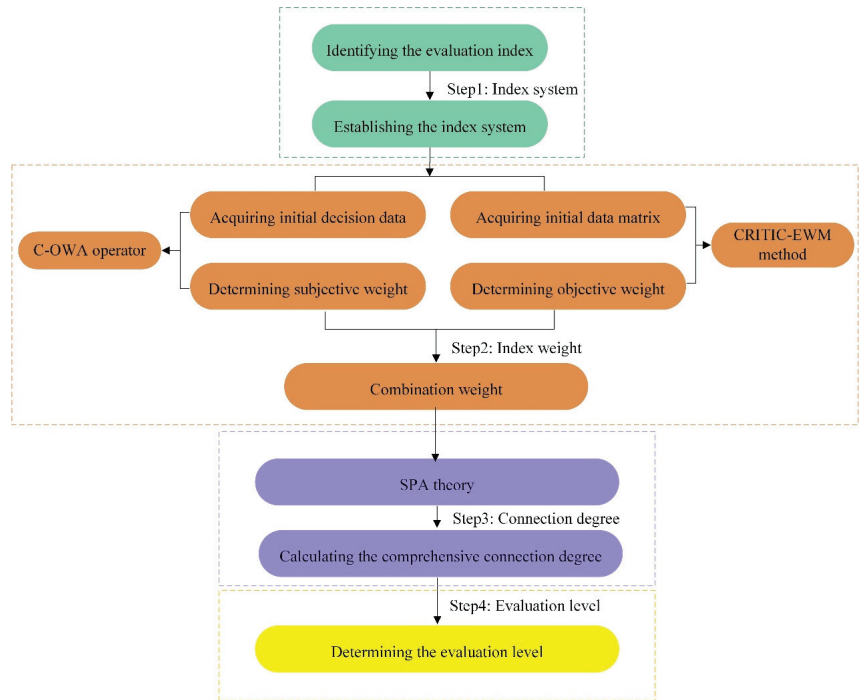 Identifying the evaluation index
Step1: Index system
Establishing the index system
Acquiring initial decision data
Acquiring initial data matrix
C-OWA operator
CRITIC-EWM
method
Determining subjective weight
Determining objective weight
Step2: Index weight
Combination weight
SPA theory
Step3: Connection degree
Calculating the comprehensive connection degree
Step4: Evaluation level
Determining the evaluation level